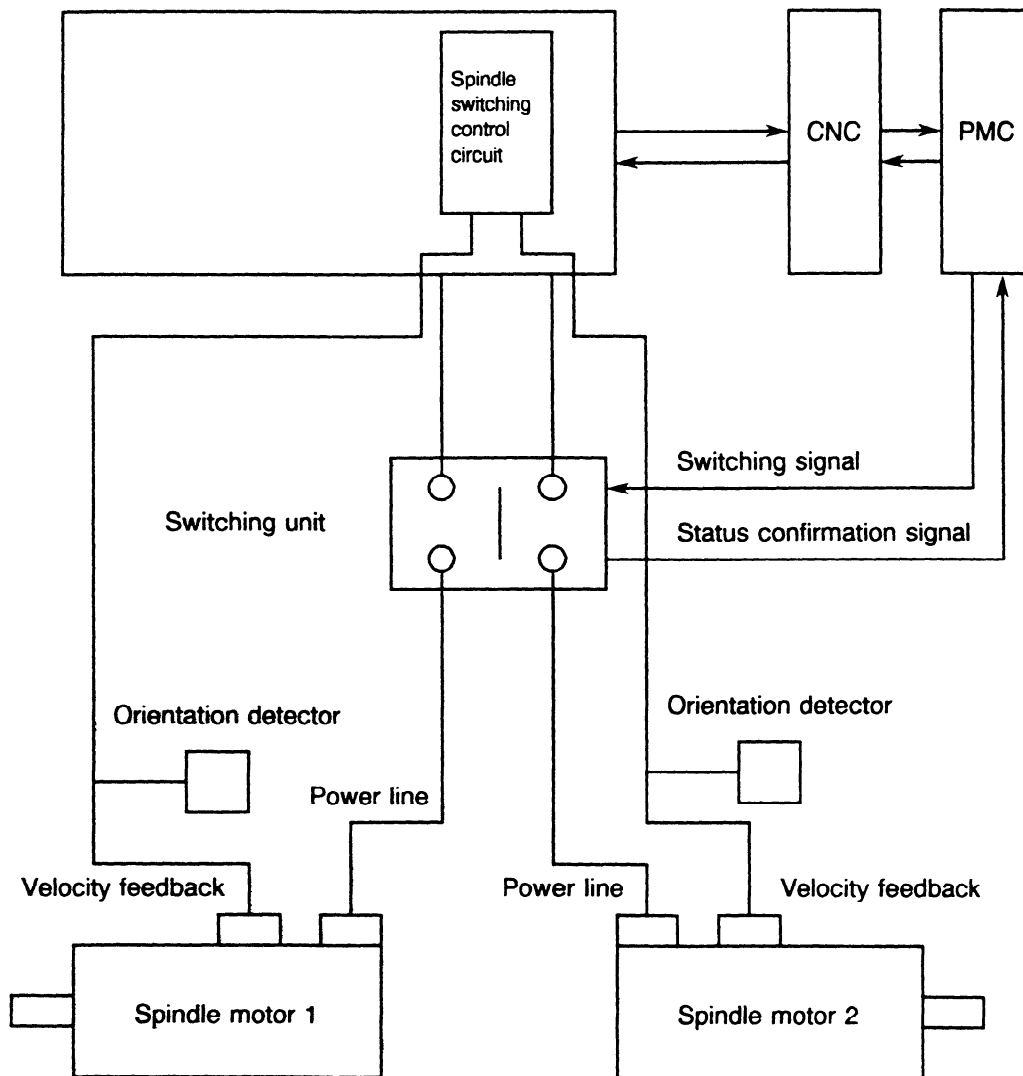 Spindle
switching
control
circuit
CNC
PMC
Switching signal
Switching unit
Status confirmation signal
Orientation detector
Orientation detector
Power line
Velocity feedback
Power line
Velocity feedback
Spindle motor 1
Spindle motor 2